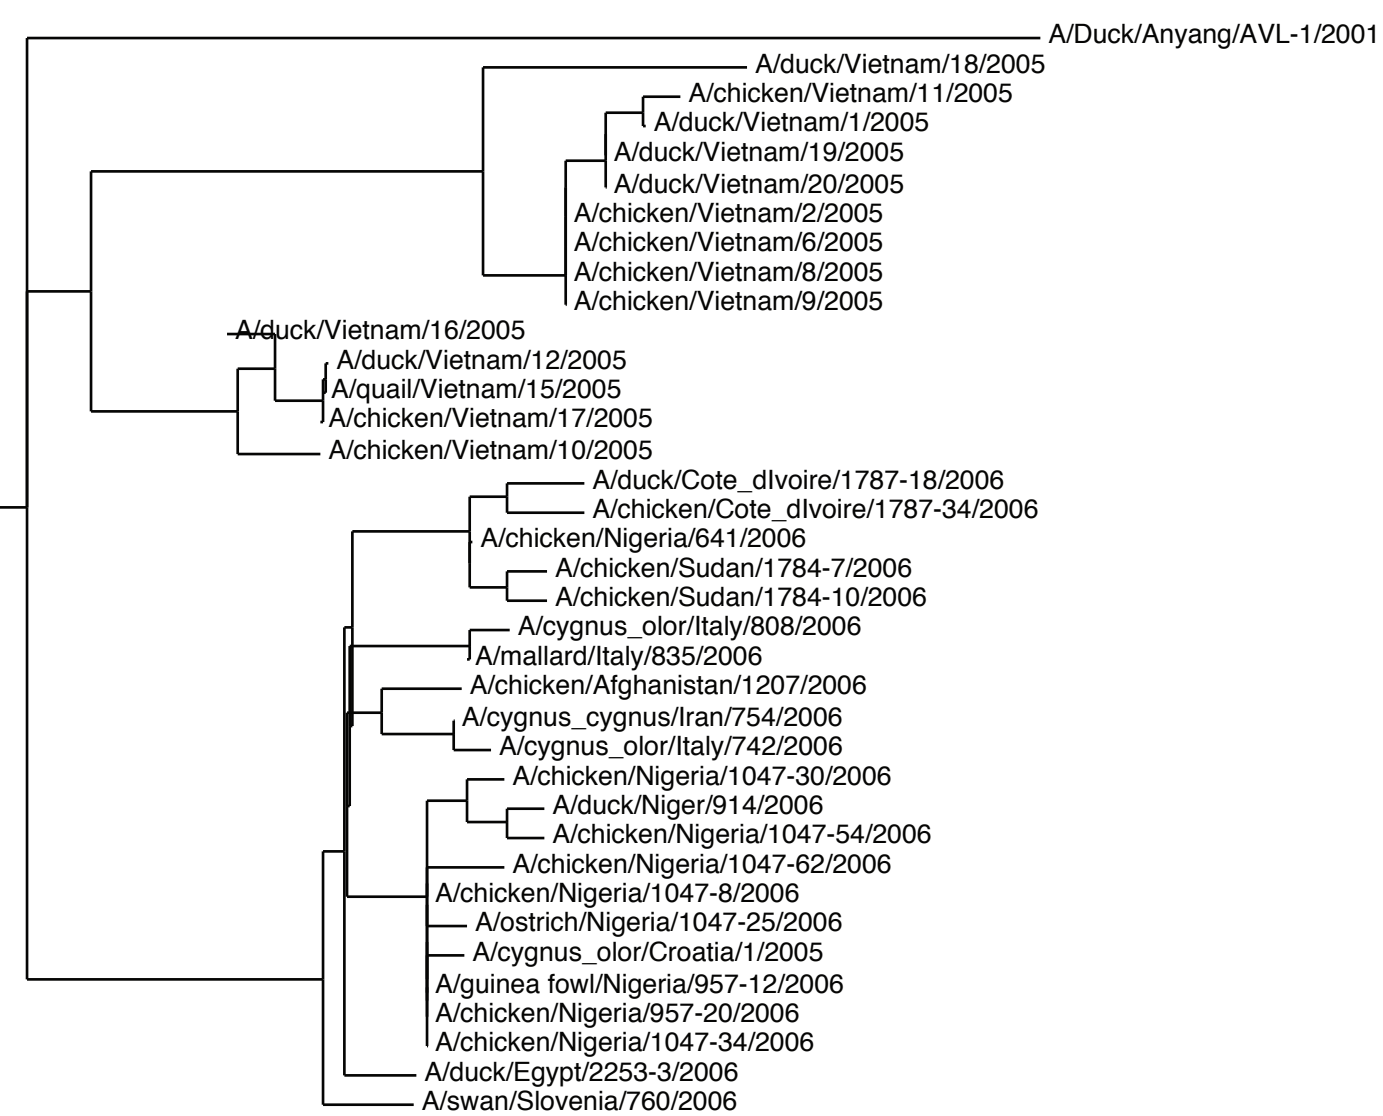 A/Duck/Anyang/AVL-1/2001
A/duck/Vietnam/18/2005
A/chicken/Vietnam/11/2005
A/duck/Vietnam/1/2005
A/duck/Vietnam/19/2005
A/duck/Vietnam/20/2005
A/chicken/Vietnam/2/2005
A/chicken/Vietnam/6/2005
A/chicken/Vietnam/8/2005
A/chicken/Vietnam/9/2005
A/duck/Vietnam/16/2005
A/duck/Vietnam/12/2005
A/quail/Vietnam/15/2005
A/chicken/Vietnam/17/2005
A/chicken/Vietnam/10/2005
A/duck/Cote_dIvoire/1787-18/2006
A/chicken/Cote_dIvoire/1787-34/2006
A/chicken/Nigeria/641/2006
A/chicken/Sudan/1784-7/2006
A/chicken/Sudan/1784-10/2006
A/cygnus_olor/Italy/808/2006
A/mallard/Italy/835/2006
A/chicken/Afghanistan/1207/2006
A/cygnus_cygnus/Iran/754/2006
A/cygnus_olor/Italy/742/2006
A/chicken/Nigeria/1047-30/2006
A/duck/Niger/914/2006
A/chicken/Nigeria/1047-54/2006
A/chicken/Nigeria/1047-62/2006
A/chicken/Nigeria/1047-8/2006
A/ostrich/Nigeria/1047-25/2006
A/cygnus_olor/Croatia/1/2005
A/guinea fowl/Nigeria/957-12/2006
A/chicken/Nigeria/957-20/2006
A/chicken/Nigeria/1047-34/2006
A/duck/Egypt/2253-3/2006
A/swan/Slovenia/760/2006